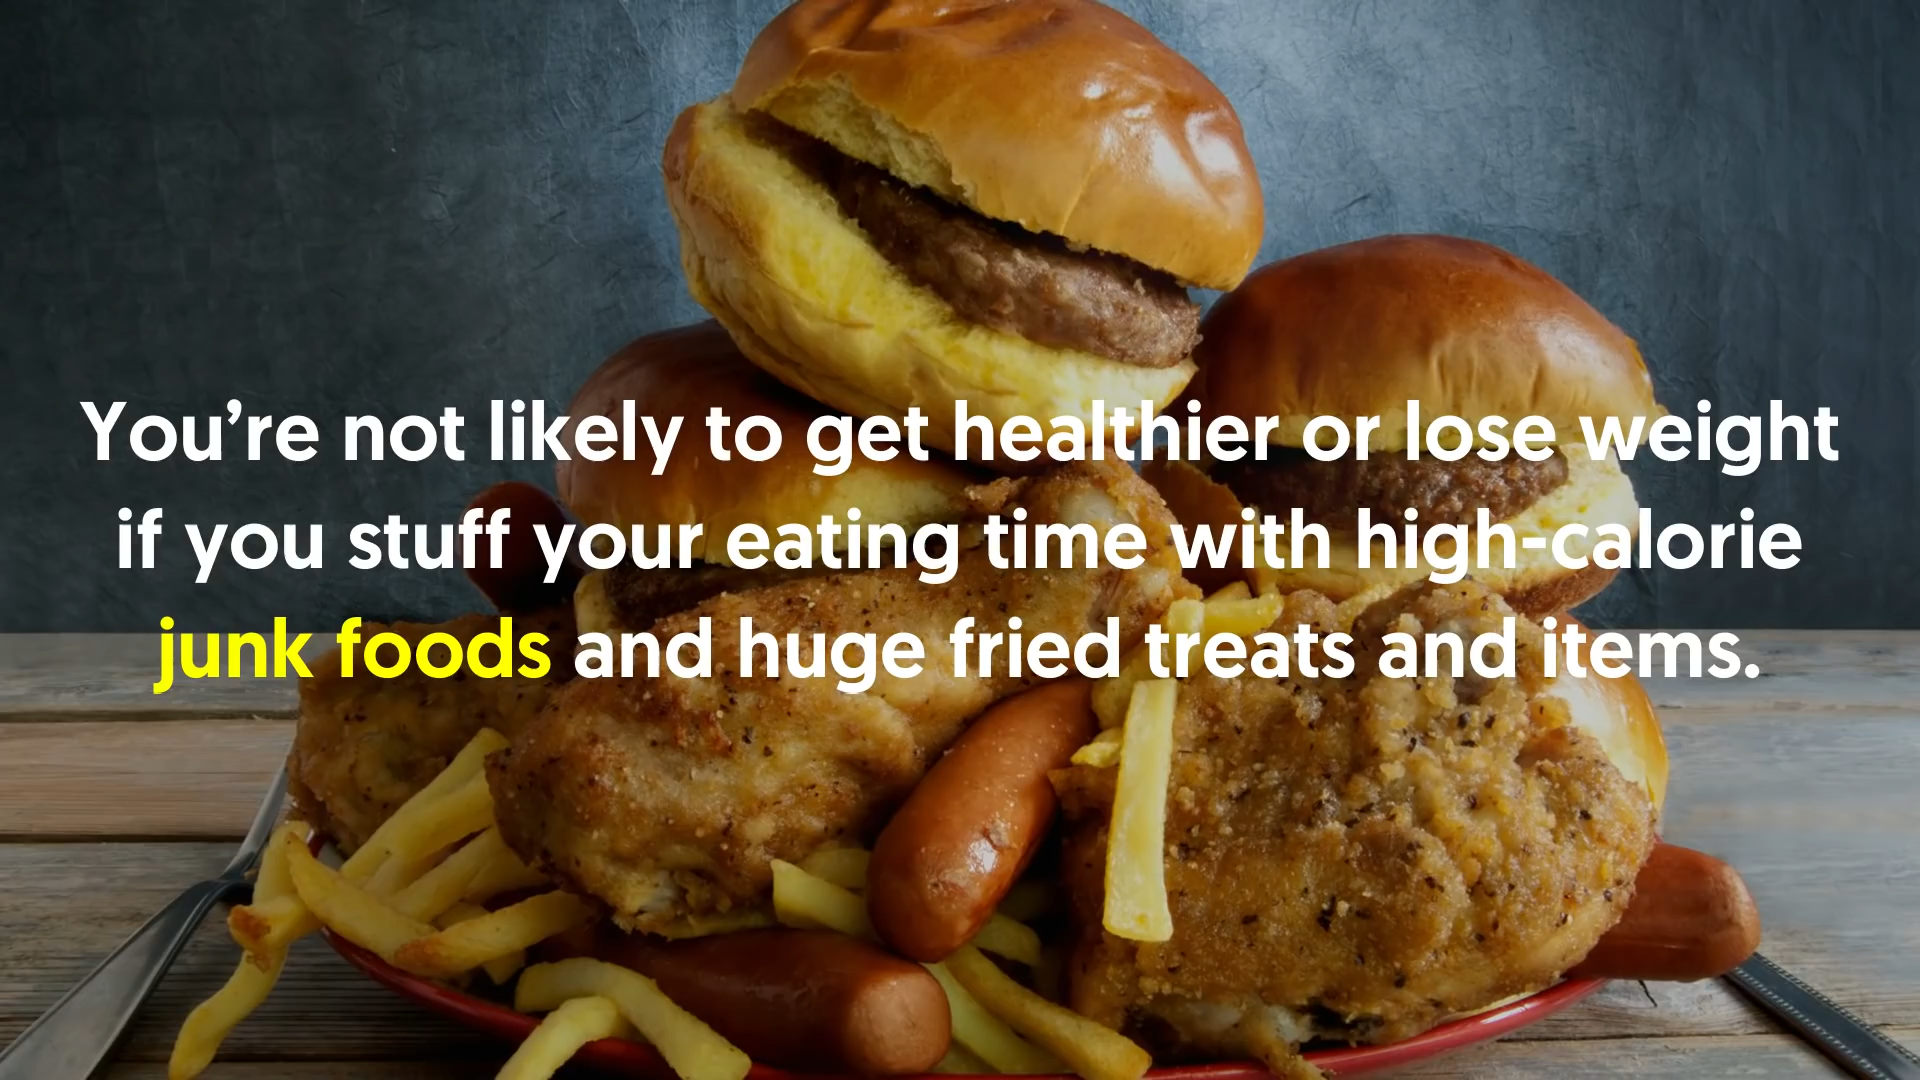 You’re not likely to get healthier or lose weight
if you stuff your eating time with high-calorie
junk foods and huge fried treats and items.